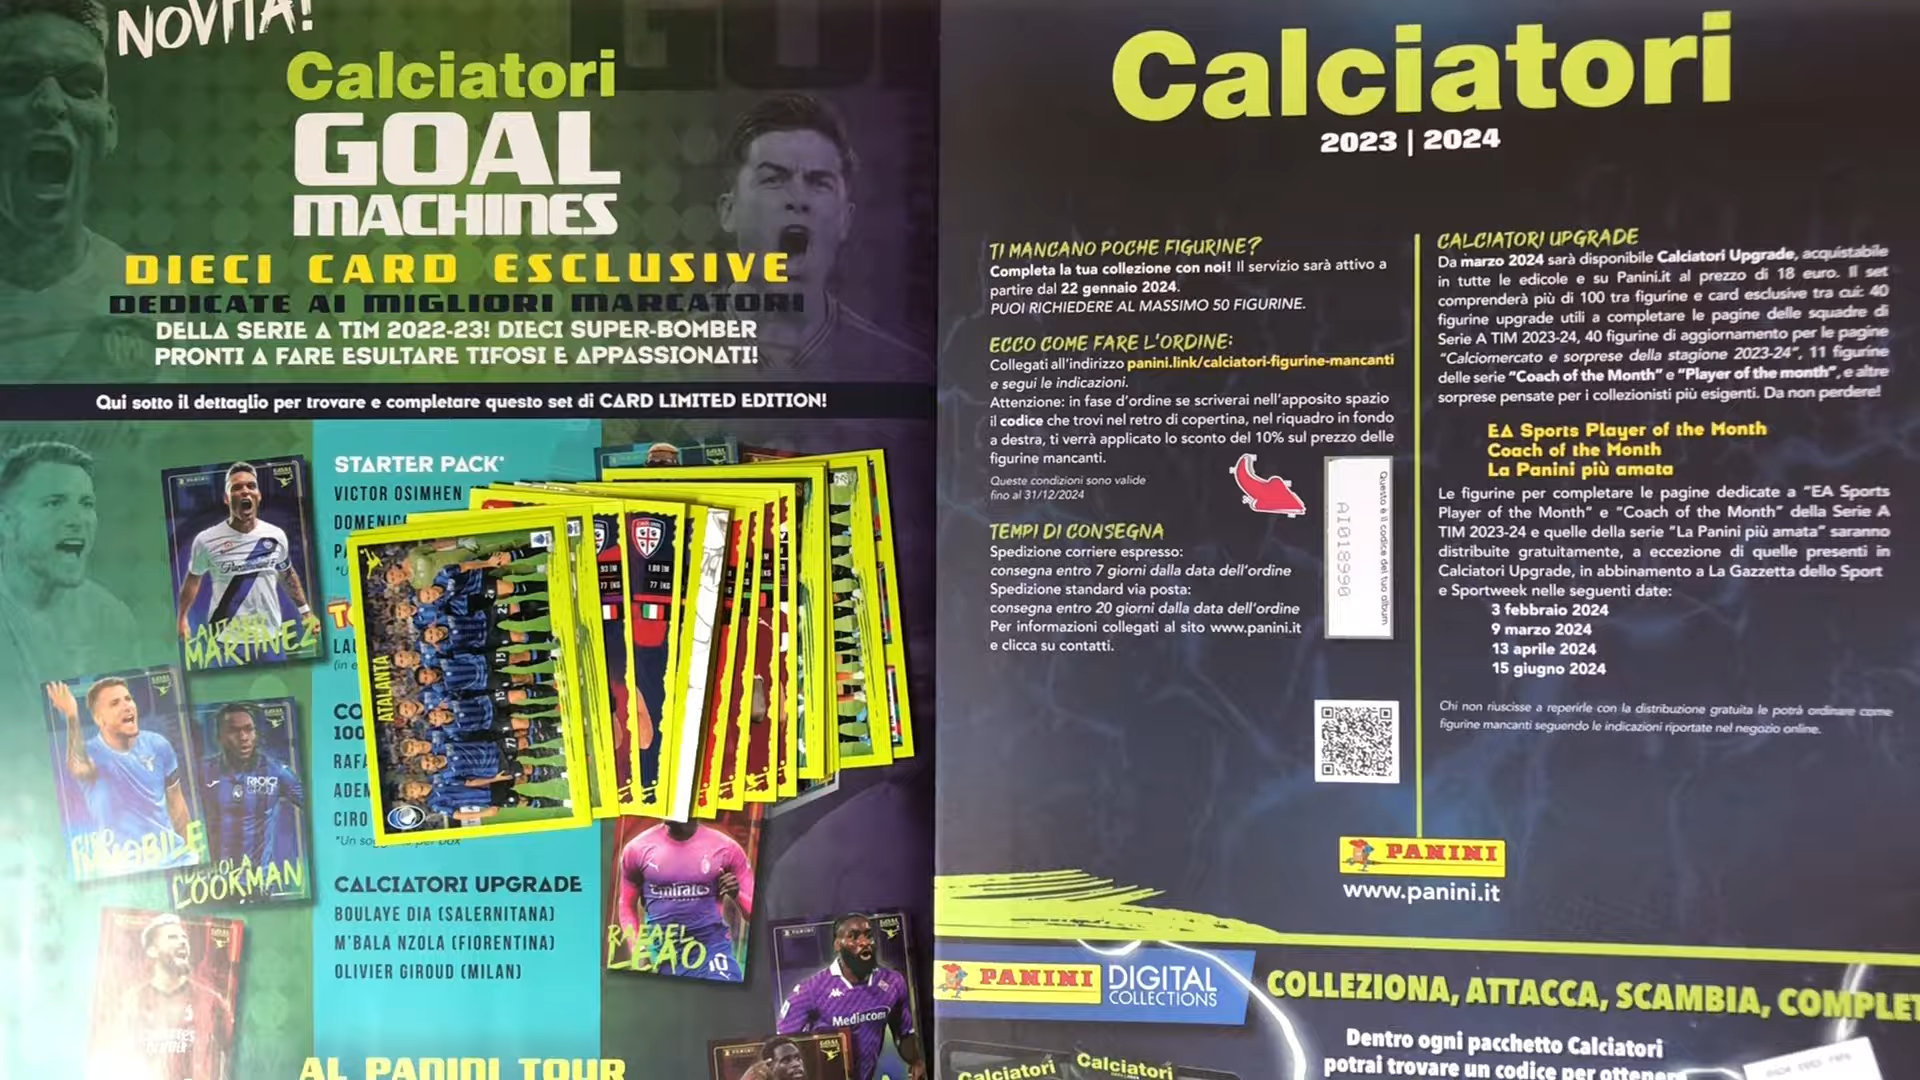 NOVITÀ!
Calciatori
GOAL
MACHINES
DIECI CARD ESCLUSIVE
DEDICATE AI MIGLIORI MARCATORI
DELLA SERIE A TIM 2022-23! DIECI SUPER-BOMBER
PRONTI A FARE ESULTARE TIFOSI E APPASSIONATI!
Qui sotto il dettaglio per trovare e completare questo set di CARD LIMITED EDITION!
STARTER PACK*
VICTOR OSIMHEN
LAUTARO
MARTINEZ
ATALANTA
77 KG
1.88 M
77 KG
CIRO
IMMOBILE
ADEMOLA
LOOKMAN
CIRO
CALCIATORI UPGRADE
BOULAYE DIA (SALERNITANA)
M'BALA NZOLA (FIORENTINA)
OLIVIER GIROUD (MILAN)
Emirates
RAFAEL
LEAO
Mediacom
AL PANINI TOUR
Calciatori
2023 | 2024
TI MANCANO POCHE FIGURINE?
Completa la tua collezione con noi! Il servizio sarà attivo a
partire dal 22 gennaio 2024.
PUOI RICHIEDERE AL MASSIMO 50 FIGURINE.
ECCO COME FARE L'ORDINE:
Collegati all'indirizzo panini.link/calciatori-figurine-mancanti
e segui le indicazioni.
Attenzione: in fase d'ordine se scriverai nell'apposito spazio
il codice che trovi nel retro di copertina, nel riquadro in fondo
a destra, ti verrà applicato lo sconto del 10% sul prezzo delle
figurine mancanti.
Queste condizioni sono valide
fino al 31/12/2024
TEMPI DI CONSEGNA
Spedizione corriere espresso:
consegna entro 7 giorni dalla data dell'ordine
Spedizione standard via posta:
consegna entro 20 giorni dalla data dell'ordine
Per informazioni collegati al sito www.panini.it
e clicca su contatti.
Questo è il codice del tuo album
AI018990
CALCIATORI UPGRADE
Da marzo 2024 sarà disponibile Calciatori Upgrade, acquistabile
in tutte le edicole e su Panini.it al prezzo di 18 euro. Il set
comprenderà più di 100 tra figurine e card esclusive tra cui: 40
figurine upgrade utili a completare le pagine delle squadre di
Serie A TIM 2023-24, 40 figurine di aggiornamento per le pagine
"Calciomercato e sorprese della stagione 2023-24", 11 figurine
delle serie "Coach of the Month" e "Player of the month", e altre
sorprese pensate per i collezionisti più esigenti. Da non perdere!
EA Sports Player of the Month
Coach of the Month
La Panini più amata
Le figurine per completare le pagine dedicate a "EA Sports
Player of the Month" e "Coach of the Month" della Serie A
TIM 2023-24 e quelle della serie "La Panini più amata" saranno
distribuite gratuitamente, a eccezione di quelle presenti in
Calciatori Upgrade, in abbinamento a La Gazzetta dello Sport
e Sportweek nelle seguenti date:
3 febbraio 2024
9 marzo 2024
13 aprile 2024
15 giugno 2024
Chi non riuscisse a reperirle con la distribuzione gratuita le potrà ordinare come
figurine mancanti seguendo le indicazioni riportate nel negozio online.
PANINI
www.panini.it
PANINI DIGITAL
COLLECTIONS
COLLEZIONA, ATTACCA, SCAMBIA, COMPLET
Dentro ogni pacchetto Calciatori
potrai trovare un codice per ottenere
Calciatori
Calciatori